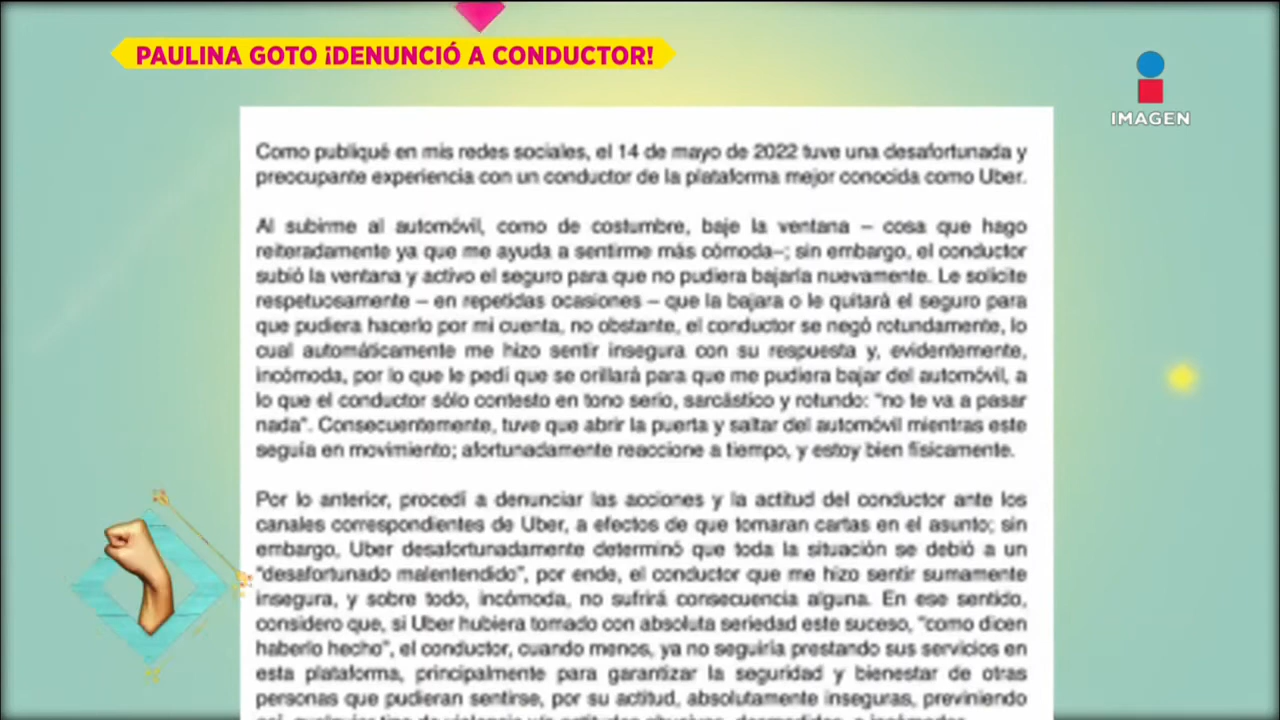 PAULINA GOTO ¡DENUNCIÓ A CONDUCTOR!
IMAGEN
Como publiqué en mis redes sociales, el 14 de mayo de 2022 tuve una desafortunada y
preocupante experiencia con un conductor de la plataforma mejor conocida como Uber.
Al subirme al automóvil, como de costumbre, baje la ventana – cosa que hago
reiteradamente ya que me ayuda a sentirme más cómoda–; sin embargo, el conductor
subió la ventana y activo el seguro para que no pudiera bajarla nuevamente. Le solicite
respetuosamente – en repetidas ocasiones – que la bajara o le quitará el seguro para
que pudiera hacerlo por mi cuenta, no obstante, el conductor se negó rotundamente, lo
cual automáticamente me hizo sentir insegura con su respuesta y, evidentemente,
incómoda, por lo que le pedí que se orillará para que me pudiera bajar del automóvil, a
lo que el conductor sólo contesto en tono serio, sarcástico y rotundo: "no te va a pasar
nada". Consecuentemente, tuve que abrir la puerta y saltar del automóvil mientras este
seguía en movimiento; afortunadamente reaccione a tiempo, y estoy bien físicamente.
Por lo anterior, procedí a denunciar las acciones y la actitud del conductor ante los
canales correspondientes de Uber, a efectos de que tomaran cartas en el asunto; sin
embargo, Uber desafortunadamente determinó que toda la situación se debió a un
"desafortunado malentendido", por ende, el conductor que me hizo sentir sumamente
insegura, y sobre todo, incómoda, no sufrirá consecuencia alguna. En ese sentido,
considero que, si Uber hubiera tomado con absoluta seriedad este suceso, "como dicen
haberlo hecho", el conductor, cuando menos, ya no seguiría prestando sus servicios en
esta plataforma, principalmente para garantizar la seguridad y bienestar de otras
personas que pudieran sentirse, por su actitud, absolutamente inseguras, previniendo